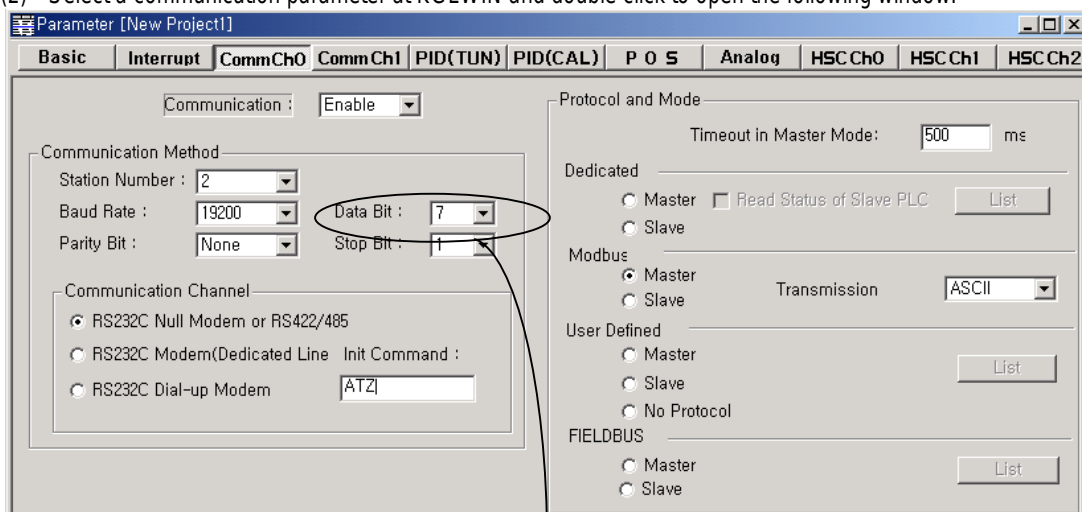 (2) Select a communication parameter at KGLWIN and double click to open the following window.
Parameter [New Project1]
Basic Interrupt CommCh0 CommCh1 PID(TUN) PID(CAL) P O S Analog HSCCh0 HSCCh1 HSCCh2
Communication : Enable
Communication Method
Station Number : 2
Baud Rate : 19200 Data Bit : 7
Parity Bit : None Stop Bit : 1
Communication Channel
RS232C Null Modem or RS422/485
RS232C Modem(Dedicated Line Init Command :
RS232C Dial-up Modem ATZ
Protocol and Mode
Timeout in Master Mode: 500 ms
Dedicated
Master Read Status of Slave PLC List
Slave
Modbus
Master
Slave Transmission ASCII
User Defined
Master
Slave List
No Protocol
FIELDBUS
Master List
Slave